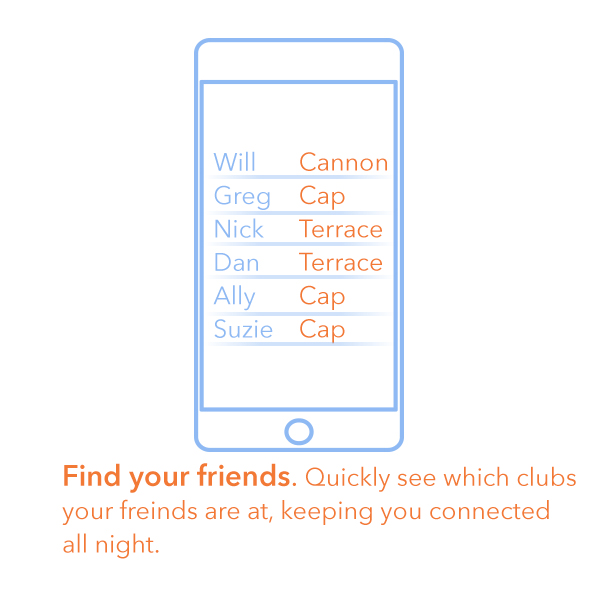 Will Cannon
Greg Cap
Nick Terrace
Dan Terrace
Ally Cap
Suzie Cap
Find your friends. Quickly see which clubs
your freinds are at, keeping you connected
all night.